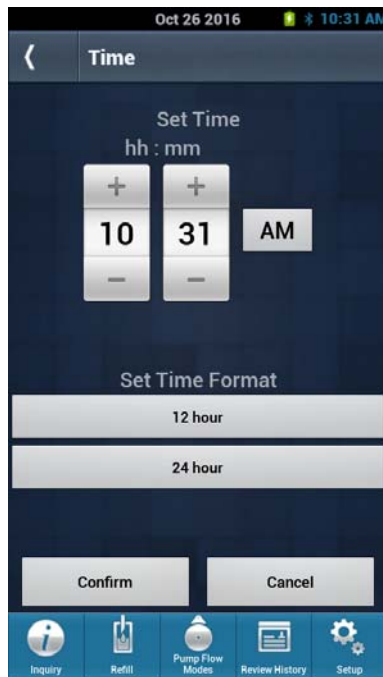 Oct 26 2016 10:31 AM
Time
Set Time
hh : mm
+ +
10 31 AM
− −
Set Time Format
12 hour
24 hour
Confirm Cancel
i
Inquiry Refill Pump Flow Modes Review History Setup